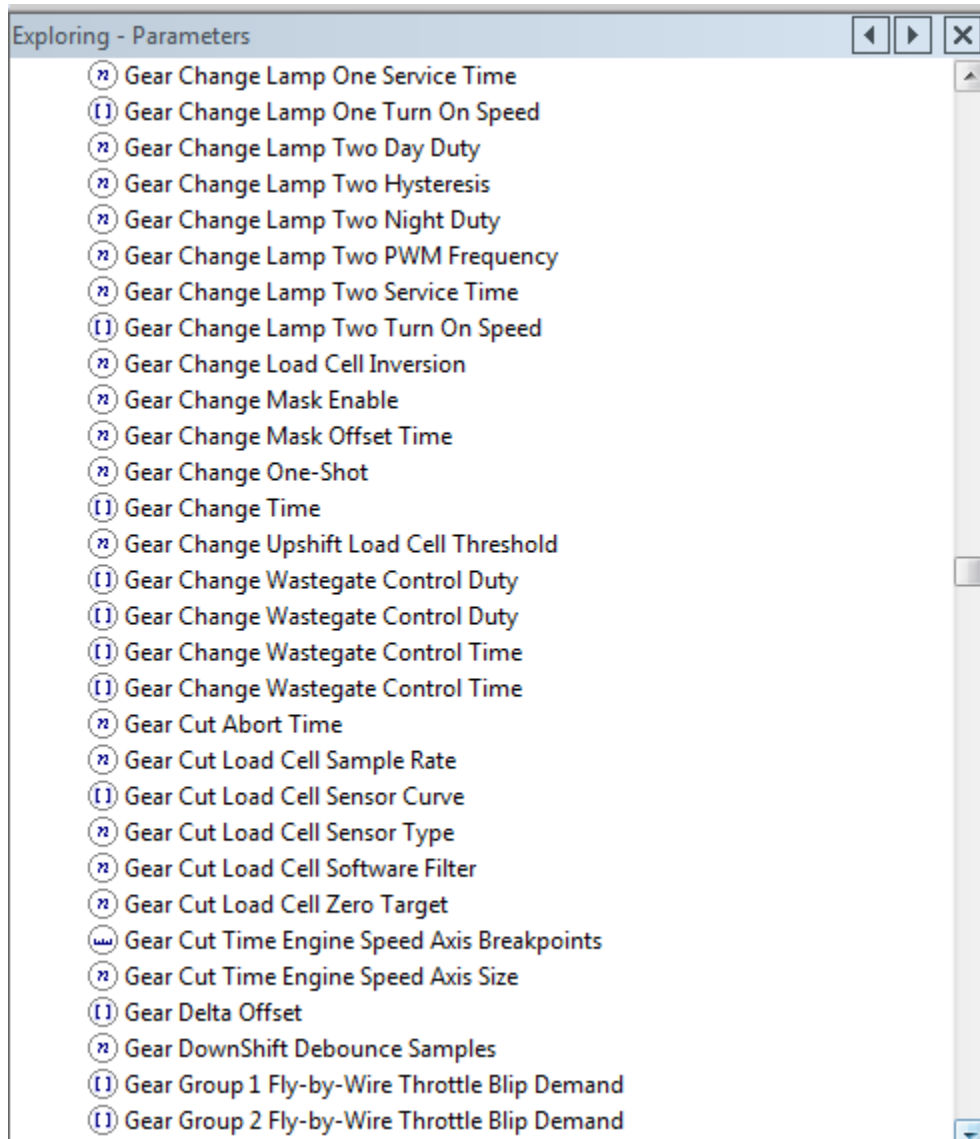 Exploring - Parameters
Gear Change Lamp One Service Time
Gear Change Lamp One Turn On Speed
Gear Change Lamp Two Day Duty
Gear Change Lamp Two Hysteresis
Gear Change Lamp Two Night Duty
Gear Change Lamp Two PWM Frequency
Gear Change Lamp Two Service Time
Gear Change Lamp Two Turn On Speed
Gear Change Load Cell Inversion
Gear Change Mask Enable
Gear Change Mask Offset Time
Gear Change One-Shot
Gear Change Time
Gear Change Upshift Load Cell Threshold
Gear Change Wastegate Control Duty
Gear Change Wastegate Control Duty
Gear Change Wastegate Control Time
Gear Change Wastegate Control Time
Gear Cut Abort Time
Gear Cut Load Cell Sample Rate
Gear Cut Load Cell Sensor Curve
Gear Cut Load Cell Sensor Type
Gear Cut Load Cell Software Filter
Gear Cut Load Cell Zero Target
Gear Cut Time Engine Speed Axis Breakpoints
Gear Cut Time Engine Speed Axis Size
Gear Delta Offset
Gear DownShift Debounce Samples
Gear Group 1 Fly-by-Wire Throttle Blip Demand
Gear Group 2 Fly-by-Wire Throttle Blip Demand